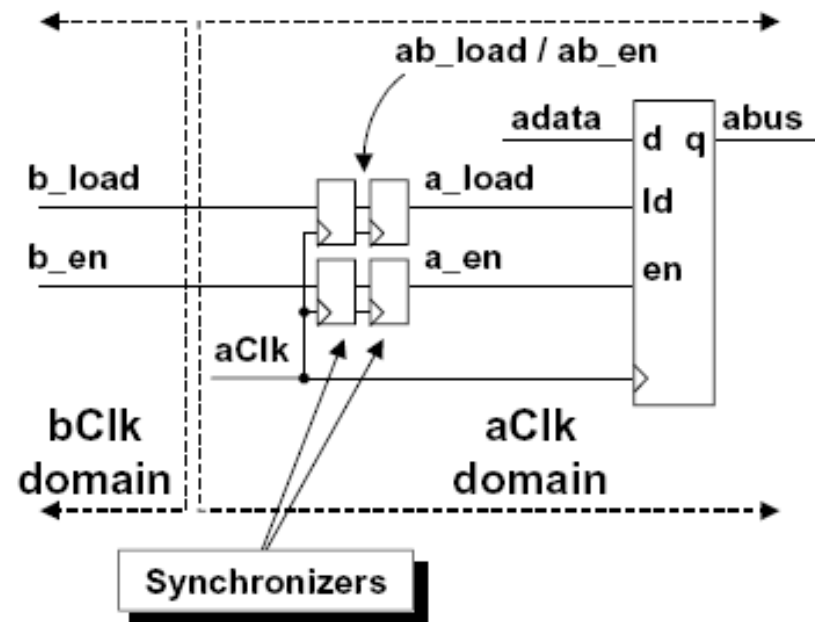 ab_load / ab_en
adata
d q
abus
b_load
a_load
ld
b_en
a_en
en
aClk
bClk
domain
aClk
domain
Synchronizers